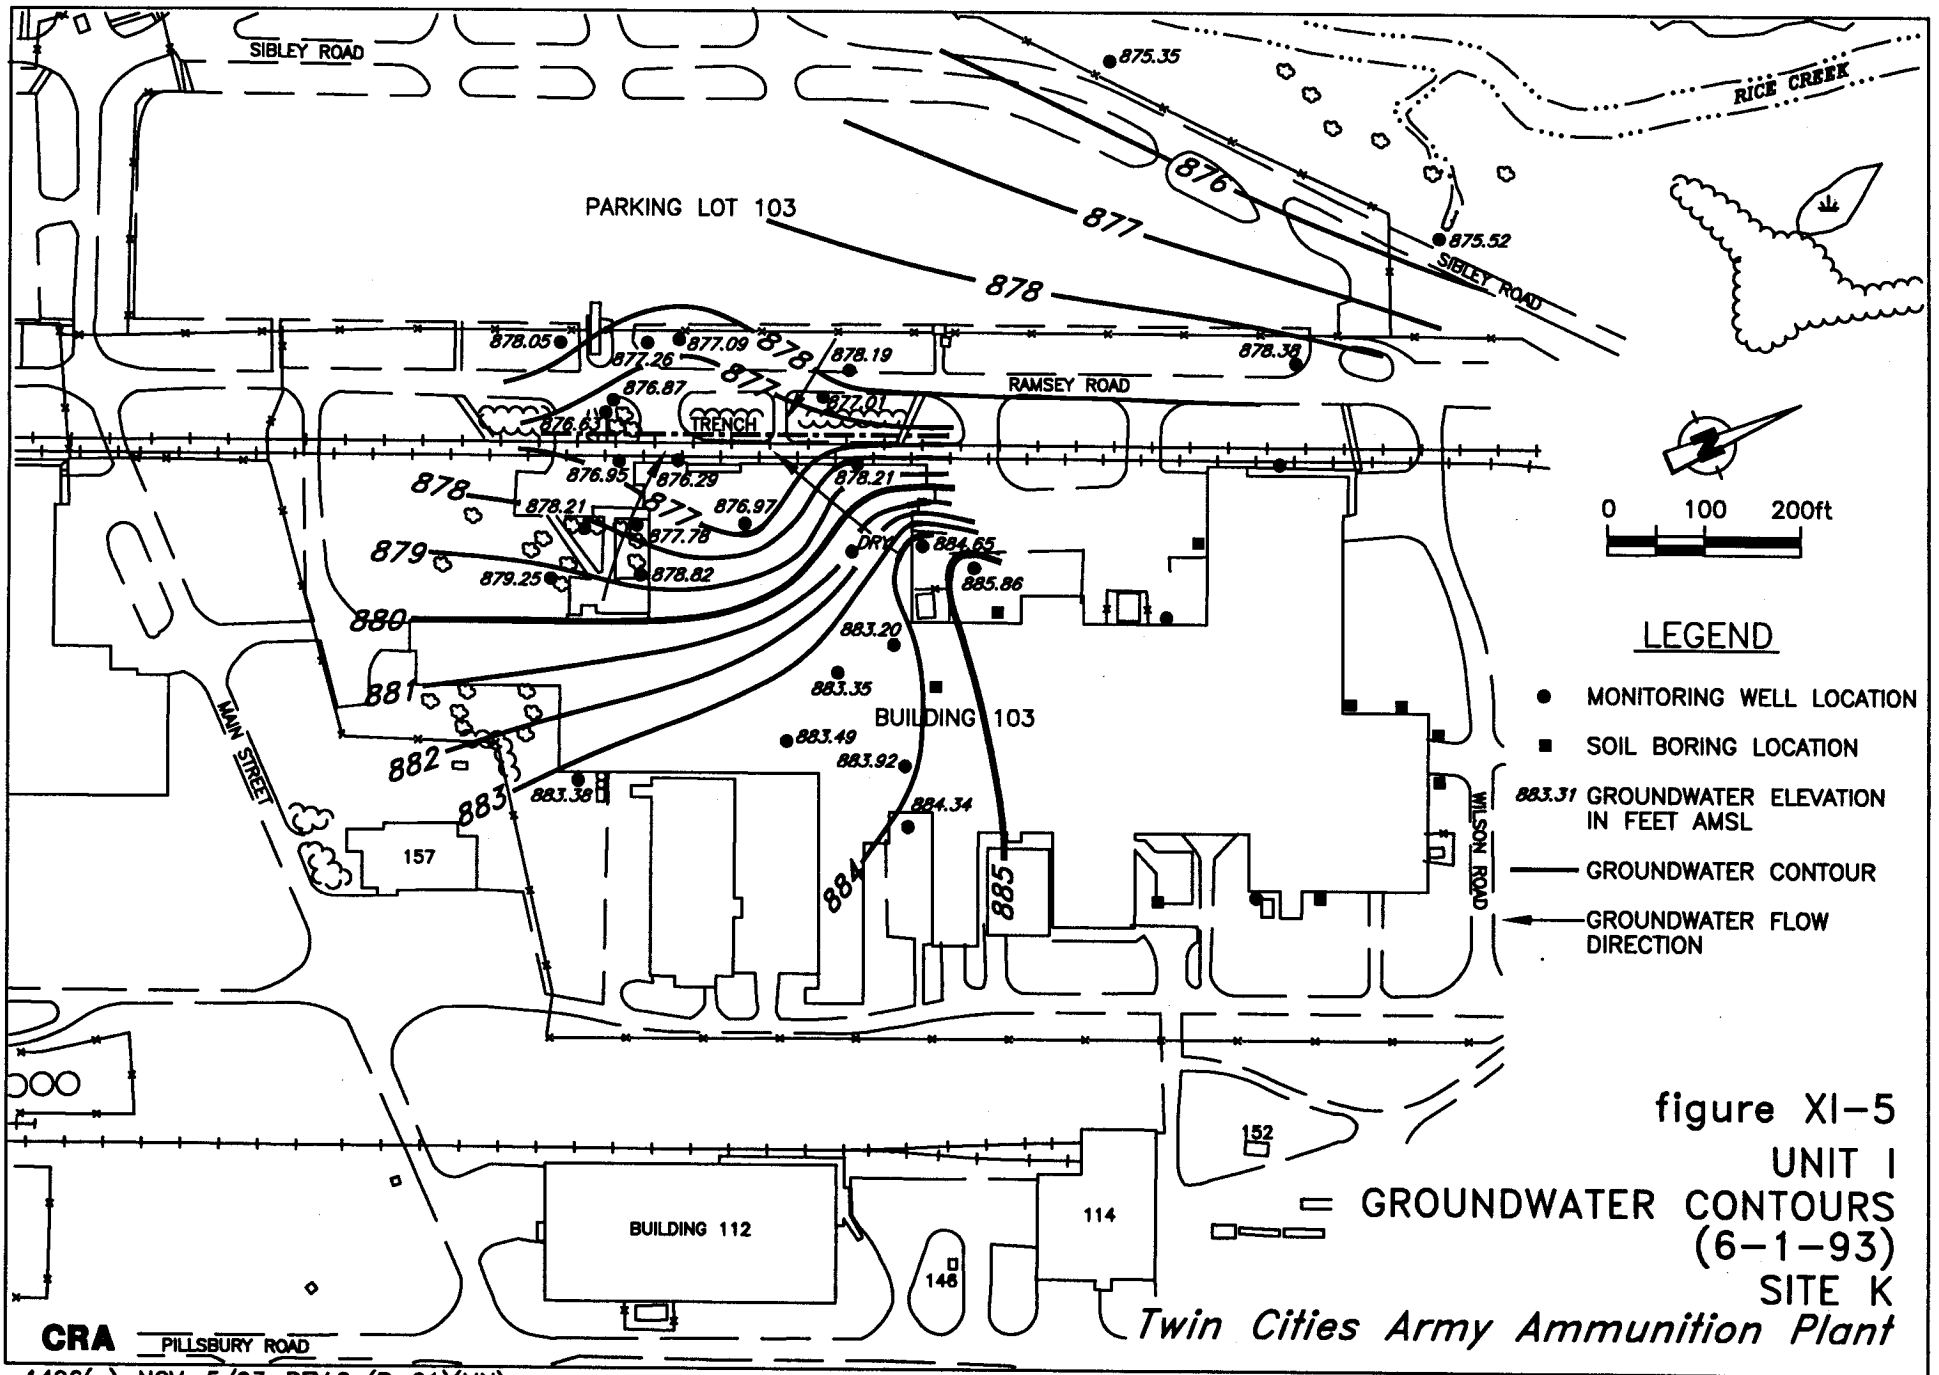 SIBLEY ROAD
875.35
RICE CREEK
876
PARKING LOT 103
877
875.52
SIBLEY ROAD
878
878.05
877.26
877.09
878
878.19
878.38
877
RAMSEY ROAD
876.87
877.01
876.63
TRENCH
N
876.95
876.29
878.21
878
877
876.97
878.21
877.78
0 100 200ft
879
DRY
884.65
879.25
878.82
885.86
880
883.20
LEGEND
881
883.35
MONITORING WELL LOCATION
MAIN STREET
BUILDING 103
883.49
SOIL BORING LOCATION
882
883.92
883
883.38
884.34
883.31 GROUNDWATER ELEVATION
IN FEET AMSL
WILSON ROAD
157
884
885
GROUNDWATER CONTOUR
GROUNDWATER FLOW
DIRECTION
figure XI-5
152
UNIT I
GROUNDWATER CONTOURS
(6-1-93)
SITE K
Twin Cities Army Ammunition Plant
BUILDING 112
114
146
CRA
PILLSBURY ROAD